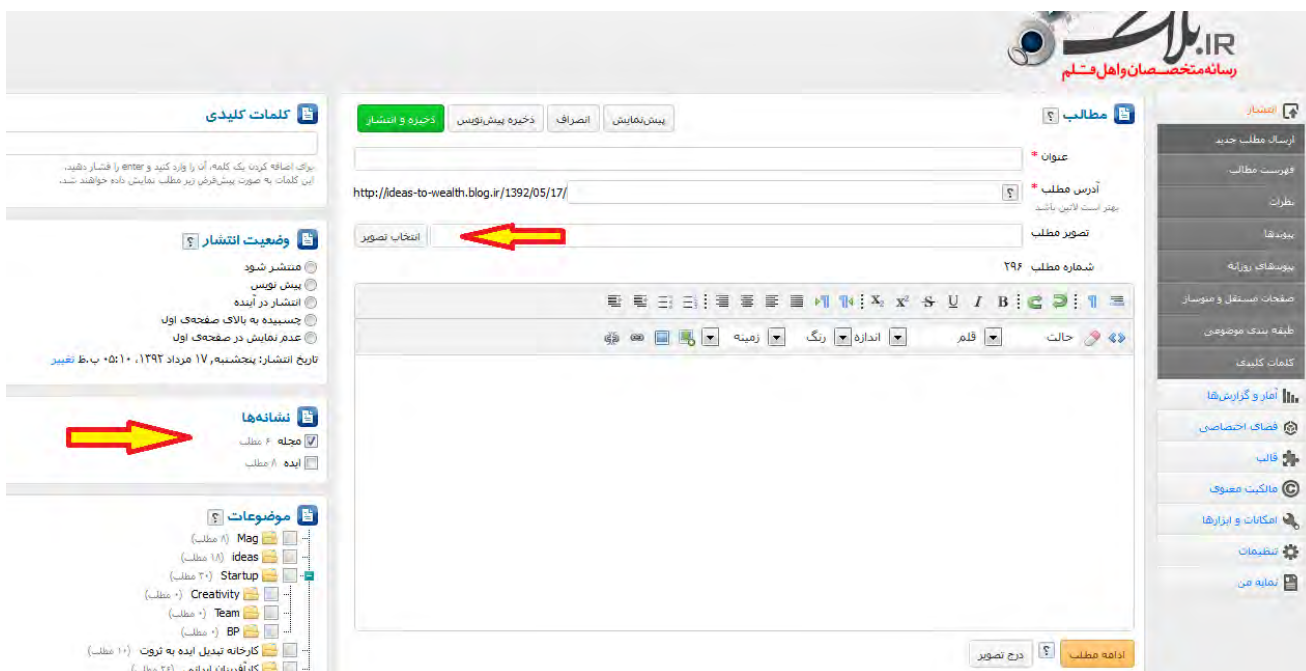 بلاگ.IR
رسانه متخصصان و اهل قلم
انتشار
ارسال مطلب جدید
فهرست مطالب
نظرات
پیوندها
پیوندهای روزانه
صفحات مستقل و منوساز
طبقه بندی موضوعی
کلمات کلیدی
آمار و گزارش‌ها
فضای اختصاصی
قالب
مالکیت معنوی
امکانات و ابزارها
تنظیمات
نمایه من
مطالب ؟
پیش‌نمایش انصراف ذخیره پیش‌نویس ذخیره و انتشار
عنوان *
آدرس مطلب * ؟ http://ideas-to-wealth.blog.ir/1392/05/17/
بهتر است لاتین باشد
تصویر مطلب انتخاب تصویر
شماره مطلب ۲۹۶
B I U S x² X₂
حالت قلم اندازه رنگ زمینه
ادامه مطلب ؟ درج تصویر
کلمات کلیدی
برای اضافه کردن یک کلمه، آن را وارد کنید و enter را فشار دهید.
این کلمات به صورت پیش‌فرض زیر مطلب نمایش داده خواهند شد.
وضعیت انتشار ؟
منتشر شود
پیش نویس
انتشار در آینده
چسبیده به بالای صفحه‌ی اول
عدم نمایش در صفحه‌ی اول
تاریخ انتشار: پنجشنبه, ۱۷ مرداد ۱۳۹۲، ۰۵:۱۰ ب.ظ تغییر
نشانه‌ها
مجله ۶ مطلب
ایده ۸ مطلب
موضوعات ؟
Mag (۸ مطلب)
ideas (۱۸ مطلب)
Startup (۲۰ مطلب)
Creativity (۰ مطلب)
Team (۰ مطلب)
BP (۰ مطلب)
کارخانه تبدیل ایده به ثروت (۱۰ مطلب)
کارآفرینان ایرانی (۲۶ مطلب)